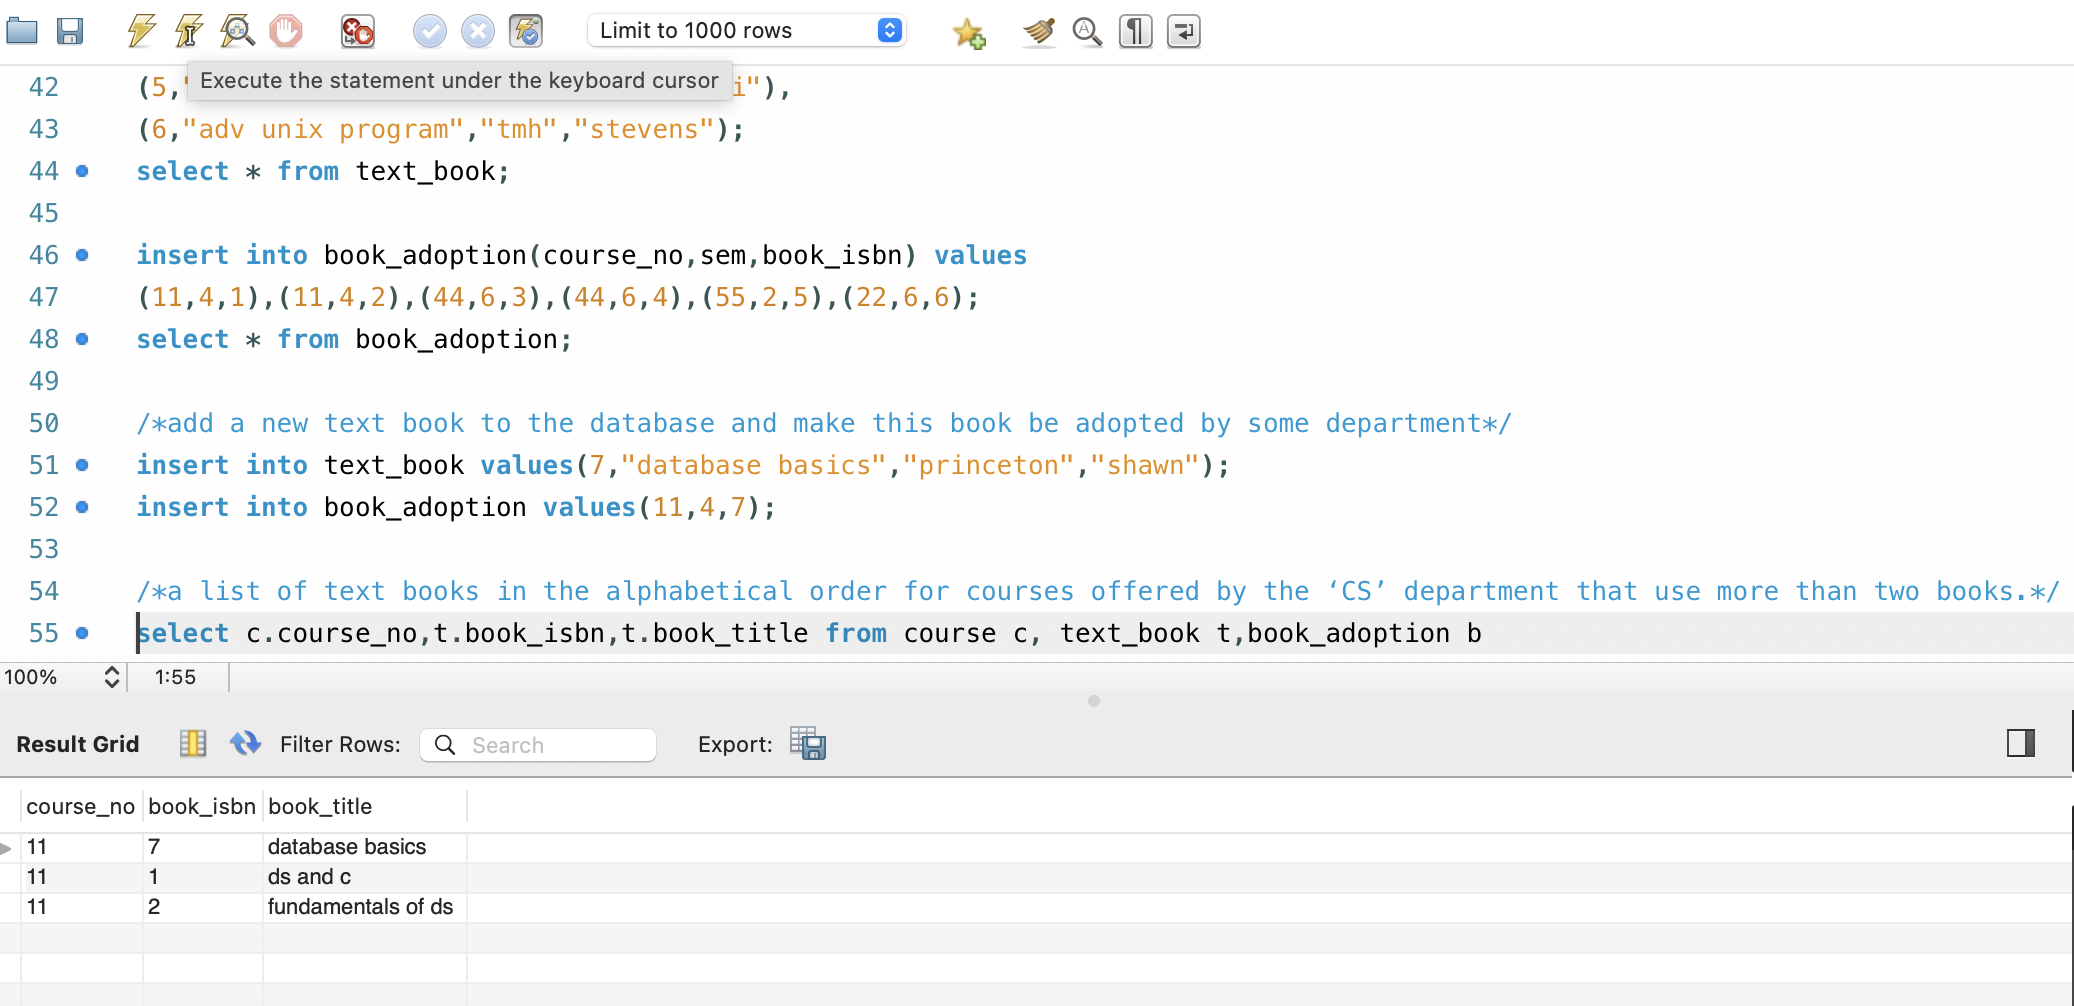 Limit to 1000 rows
Execute the statement under the keyboard cursor
42 (5," i"),
43 (6,"adv unix program","tmh","stevens");
44 select * from text_book;
45
46 insert into book_adoption(course_no,sem,book_isbn) values
47 (11,4,1),(11,4,2),(44,6,3),(44,6,4),(55,2,5),(22,6,6);
48 select * from book_adoption;
49
50 /*add a new text book to the database and make this book be adopted by some department*/
51 insert into text_book values(7,"database basics","princeton","shawn");
52 insert into book_adoption values(11,4,7);
53
54 /*a list of text books in the alphabetical order for courses offered by the ‘CS’ department that use more than two books.*/
55 select c.course_no,t.book_isbn,t.book_title from course c, text_book t,book_adoption b
100% 1:55
Result Grid Filter Rows: Search Export:
course_no book_isbn book_title
11 7 database basics
11 1 ds and c
11 2 fundamentals of ds